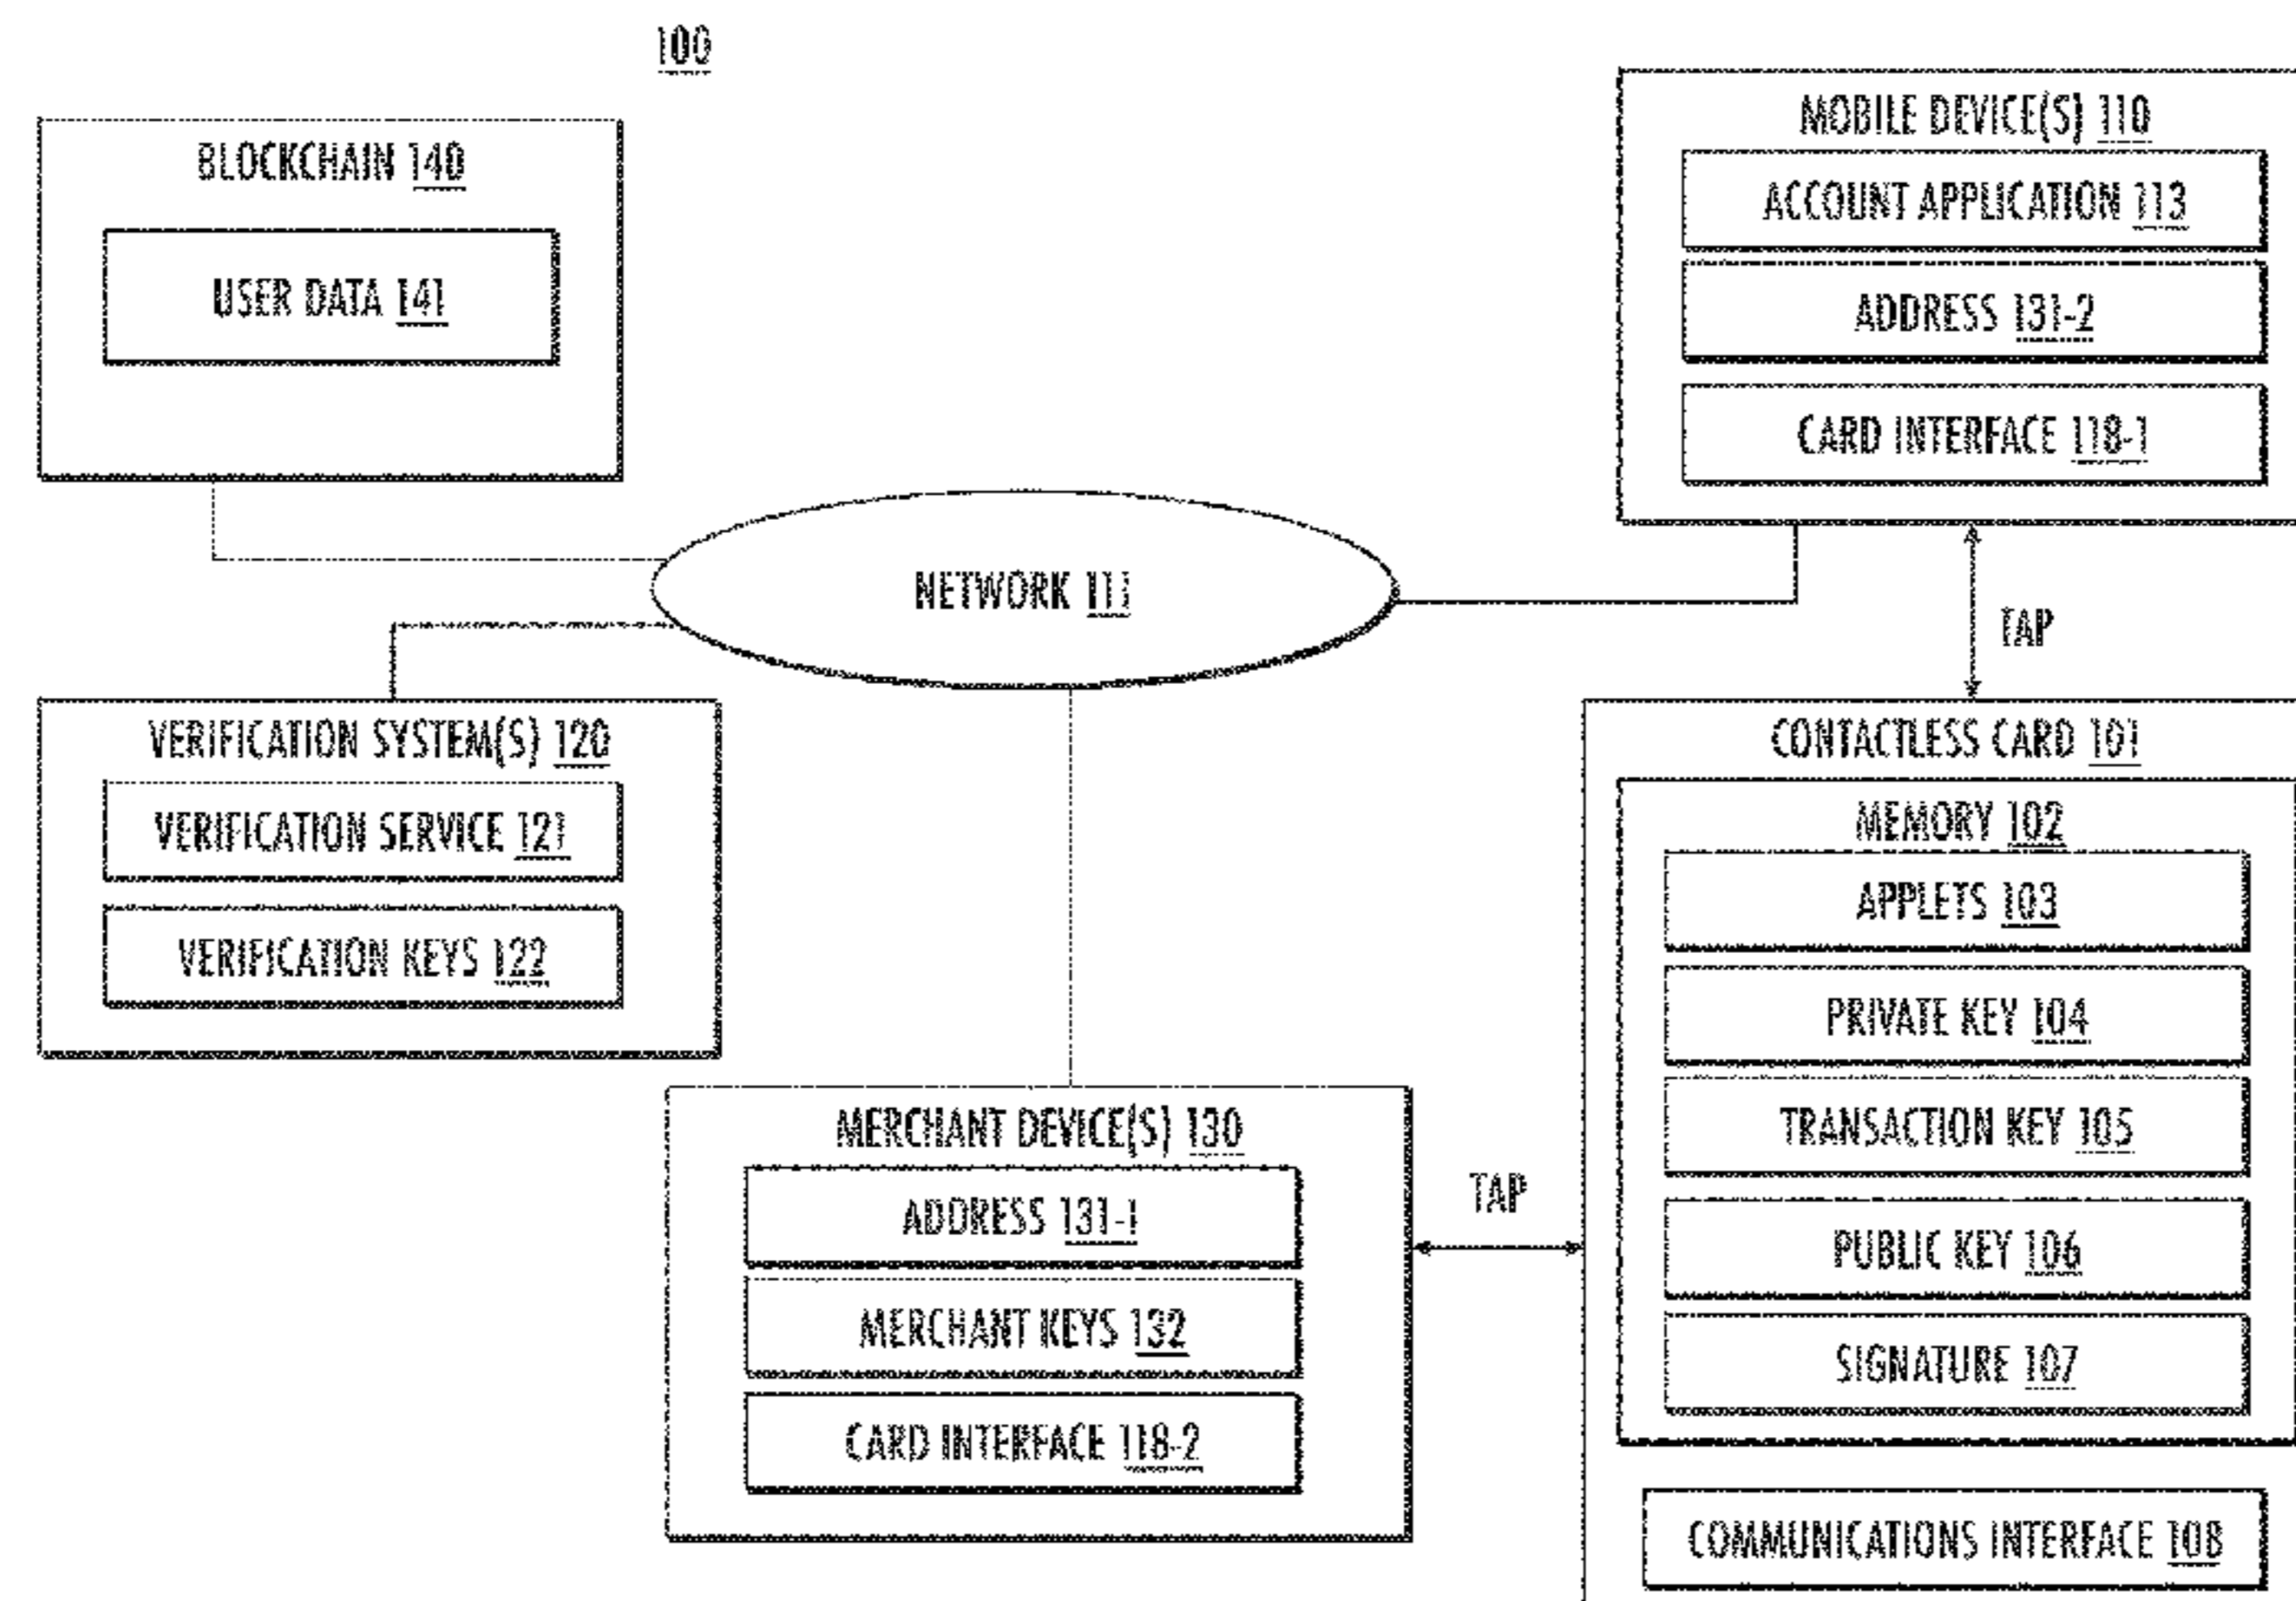 100
BLOCKCHAIN 140
USER DATA 141
MOBILE DEVICE(S) 110
ACCOUNT APPLICATION 113
ADDRESS 131-2
CARD INTERFACE 118-1
NETWORK 111
TAP
VERIFICATION SYSTEM(S) 120
VERIFICATION SERVICE 121
VERIFICATION KEYS 122
MERCHANT DEVICE(S) 130
ADDRESS 131-1
MERCHANT KEYS 132
CARD INTERFACE 118-2
TAP
CONTACTLESS CARD 101
MEMORY 102
APPLETS 103
PRIVATE KEY 104
TRANSACTION KEY 105
PUBLIC KEY 106
SIGNATURE 107
COMMUNICATIONS INTERFACE 108